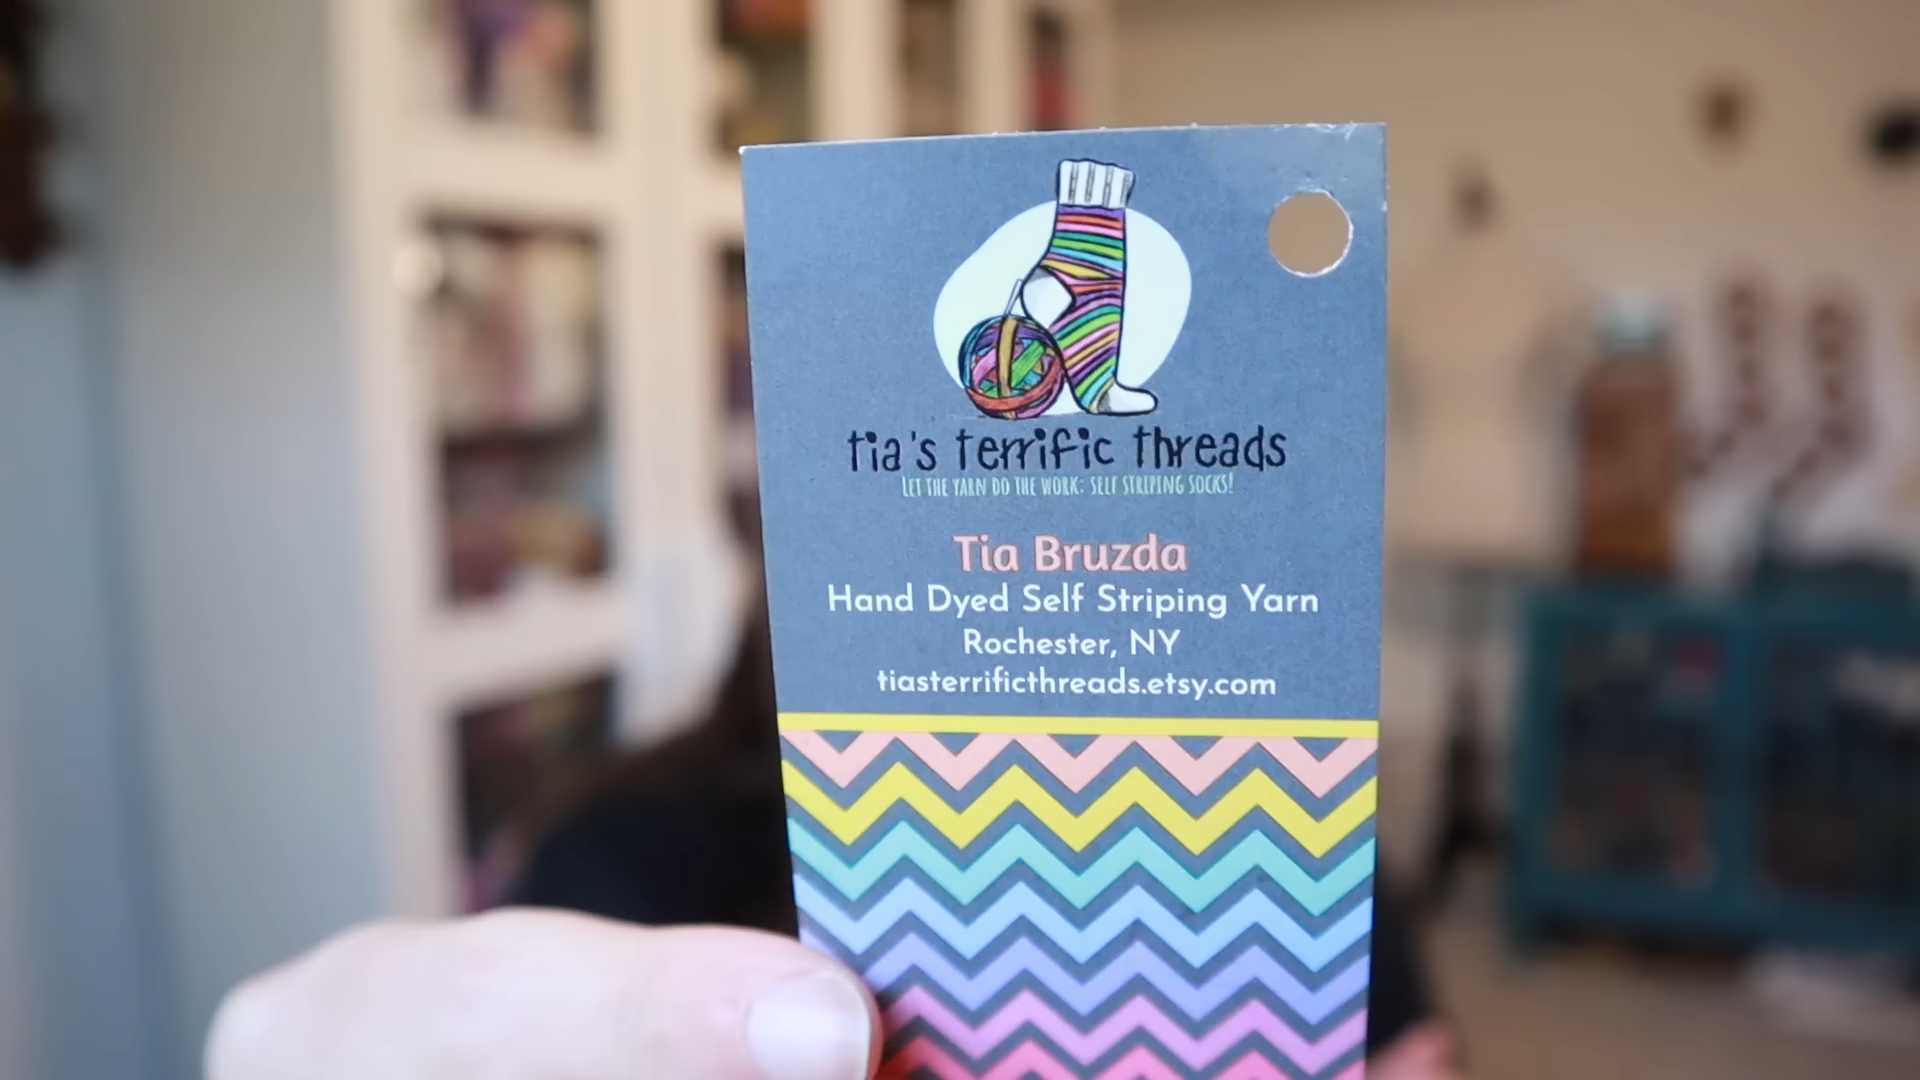 tia's terrific threads
LET THE YARN DO THE WORK: SELF STRIPING SOCKS!
Tia Bruzda
Hand Dyed Self Striping Yarn
Rochester, NY
tiasterrificthreads.etsy.com